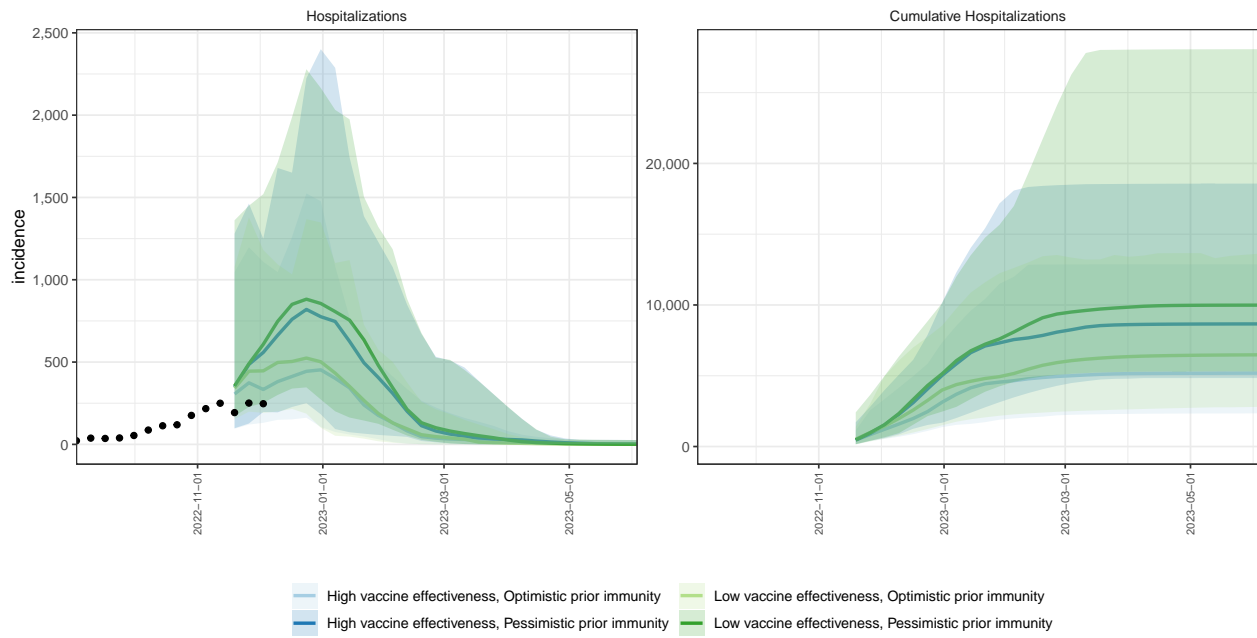 Hospitalizations
Cumulative Hospitalizations
incidence
2,500
2,000
1,500
1,000
500
0
20,000
10,000
0
2022−11−01
2023−01−01
2023−03−01
2023−05−01
2022−11−01
2023−01−01
2023−03−01
2023−05−01
High vaccine effectiveness, Optimistic prior immunity
Low vaccine effectiveness, Optimistic prior immunity
High vaccine effectiveness, Pessimistic prior immunity
Low vaccine effectiveness, Pessimistic prior immunity